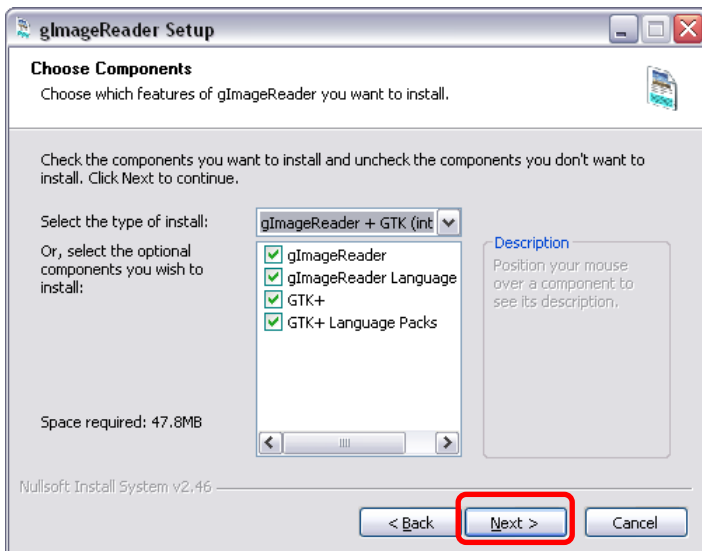 gImageReader Setup
Choose Components
Choose which features of gImageReader you want to install.
Check the components you want to install and uncheck the components you don't want to
install. Click Next to continue.
Select the type of install:
gImageReader + GTK (int
Or, select the optional
components you wish to
install:
gImageReader
gImageReader Language
GTK+
GTK+ Language Packs
Description
Position your mouse
over a component to
see its description.
Space required: 47.8MB
Nullsoft Install System v2.46
< Back
Next >
Cancel